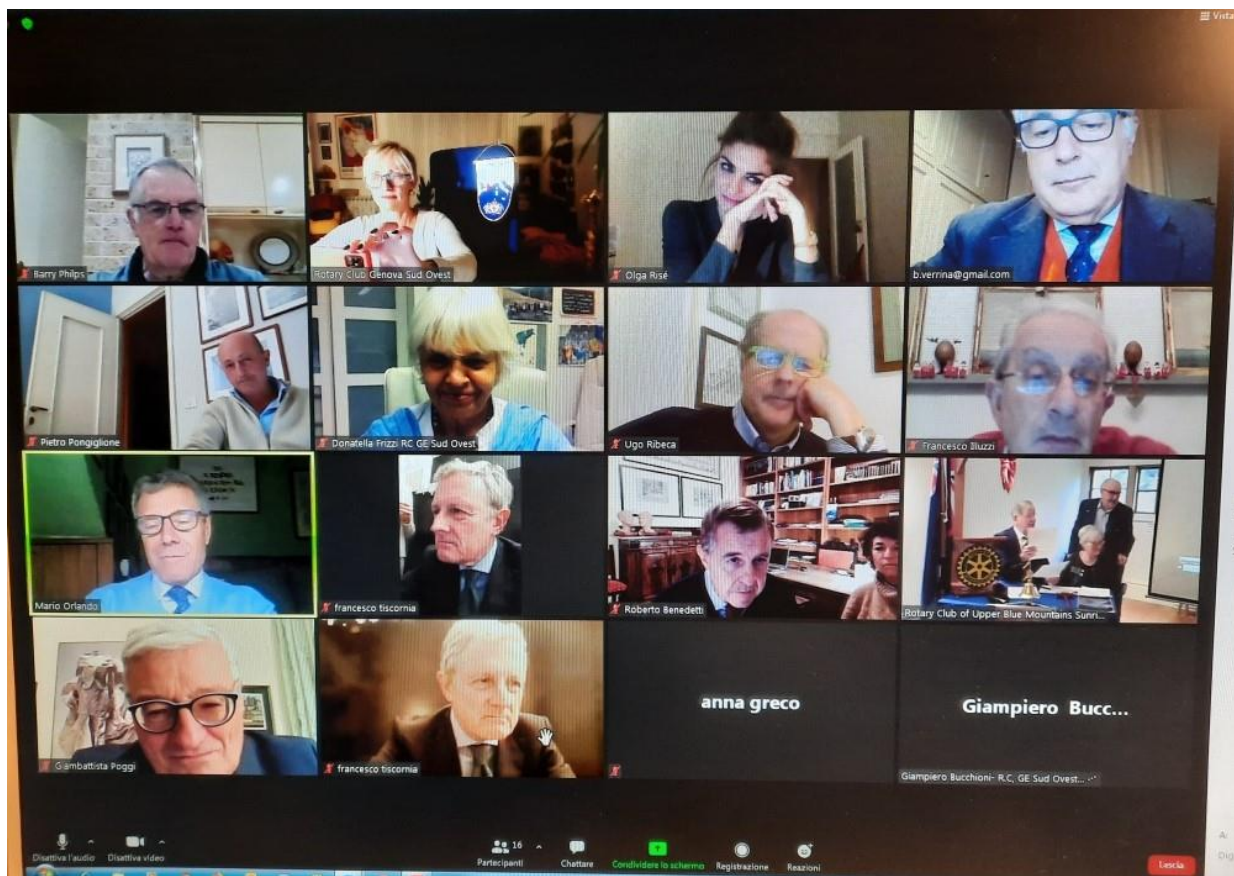 Vista
Barry Philps
Rotary Club Genova Sud Ovest
Olga Risé
b.verrina@gmail.com
Pietro Pongiglione
Donatella Frizzi RC GE Sud Ovest
Ugo Ribeca
Francesco Illuzzi
Mario Orlando
francesco tiscornia
Roberto Benedetti
Rotary Club of Upper Blue Mountains Sunri...
Giambattista Poggi
francesco tiscornia
anna greco
Giampiero Bucc...
Giampiero Bucchioni- R.C, GE Sud Ovest...
Disattiva l'audio
Disattiva video
16
Partecipanti
Chattare
Condividere lo schermo
Registrazione
Reazioni
Lascia
A:
Dig